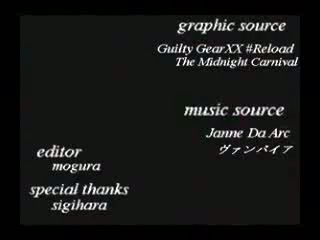 graphic source
Guilty GearXX #Reload
The Midnight Carnival
music source
Janne Da Arc
ヴァンパイア
editor
mogura
special thanks
sigihara